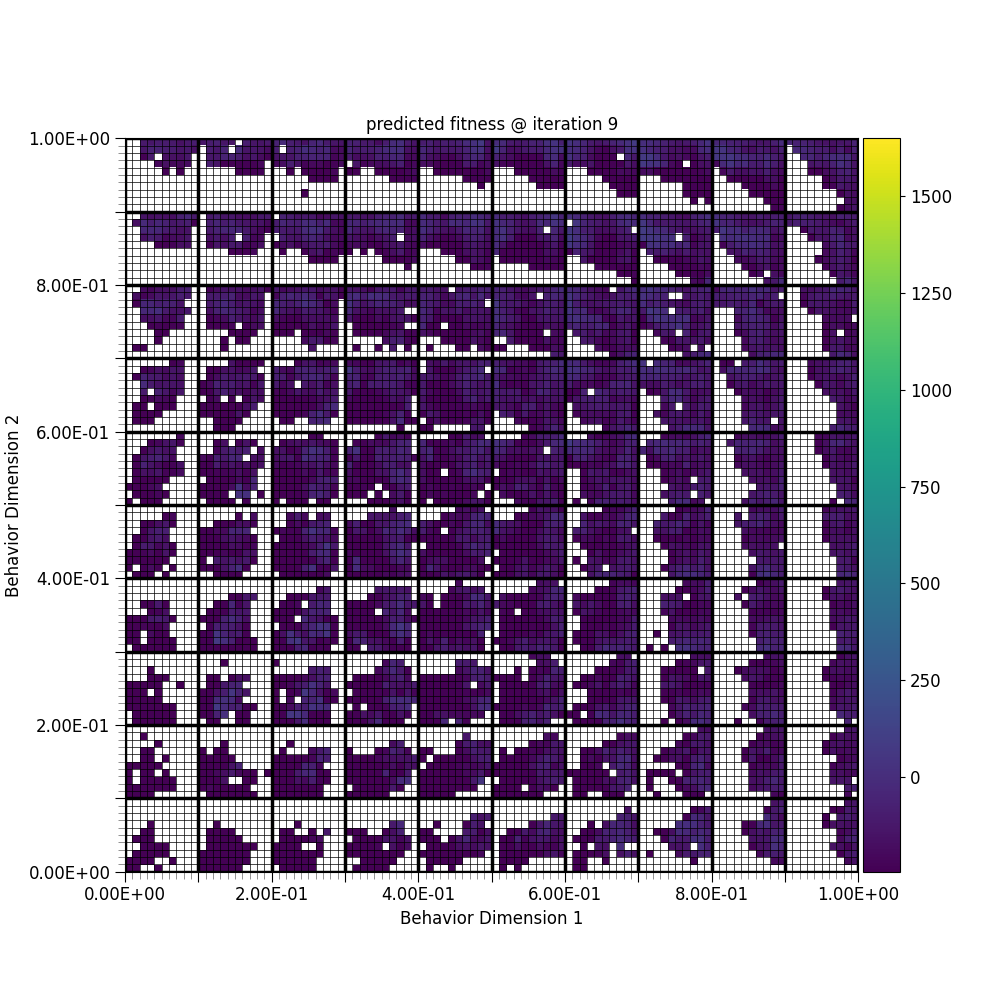 predicted fitness @ iteration 9
1.00E+00
8.00E-01
6.00E-01
4.00E-01
2.00E-01
0.00E+00
Behavior Dimension 2
0.00E+00 2.00E-01 4.00E-01 6.00E-01 8.00E-01 1.00E+00
Behavior Dimension 1
1500
1250
1000
750
500
250
0